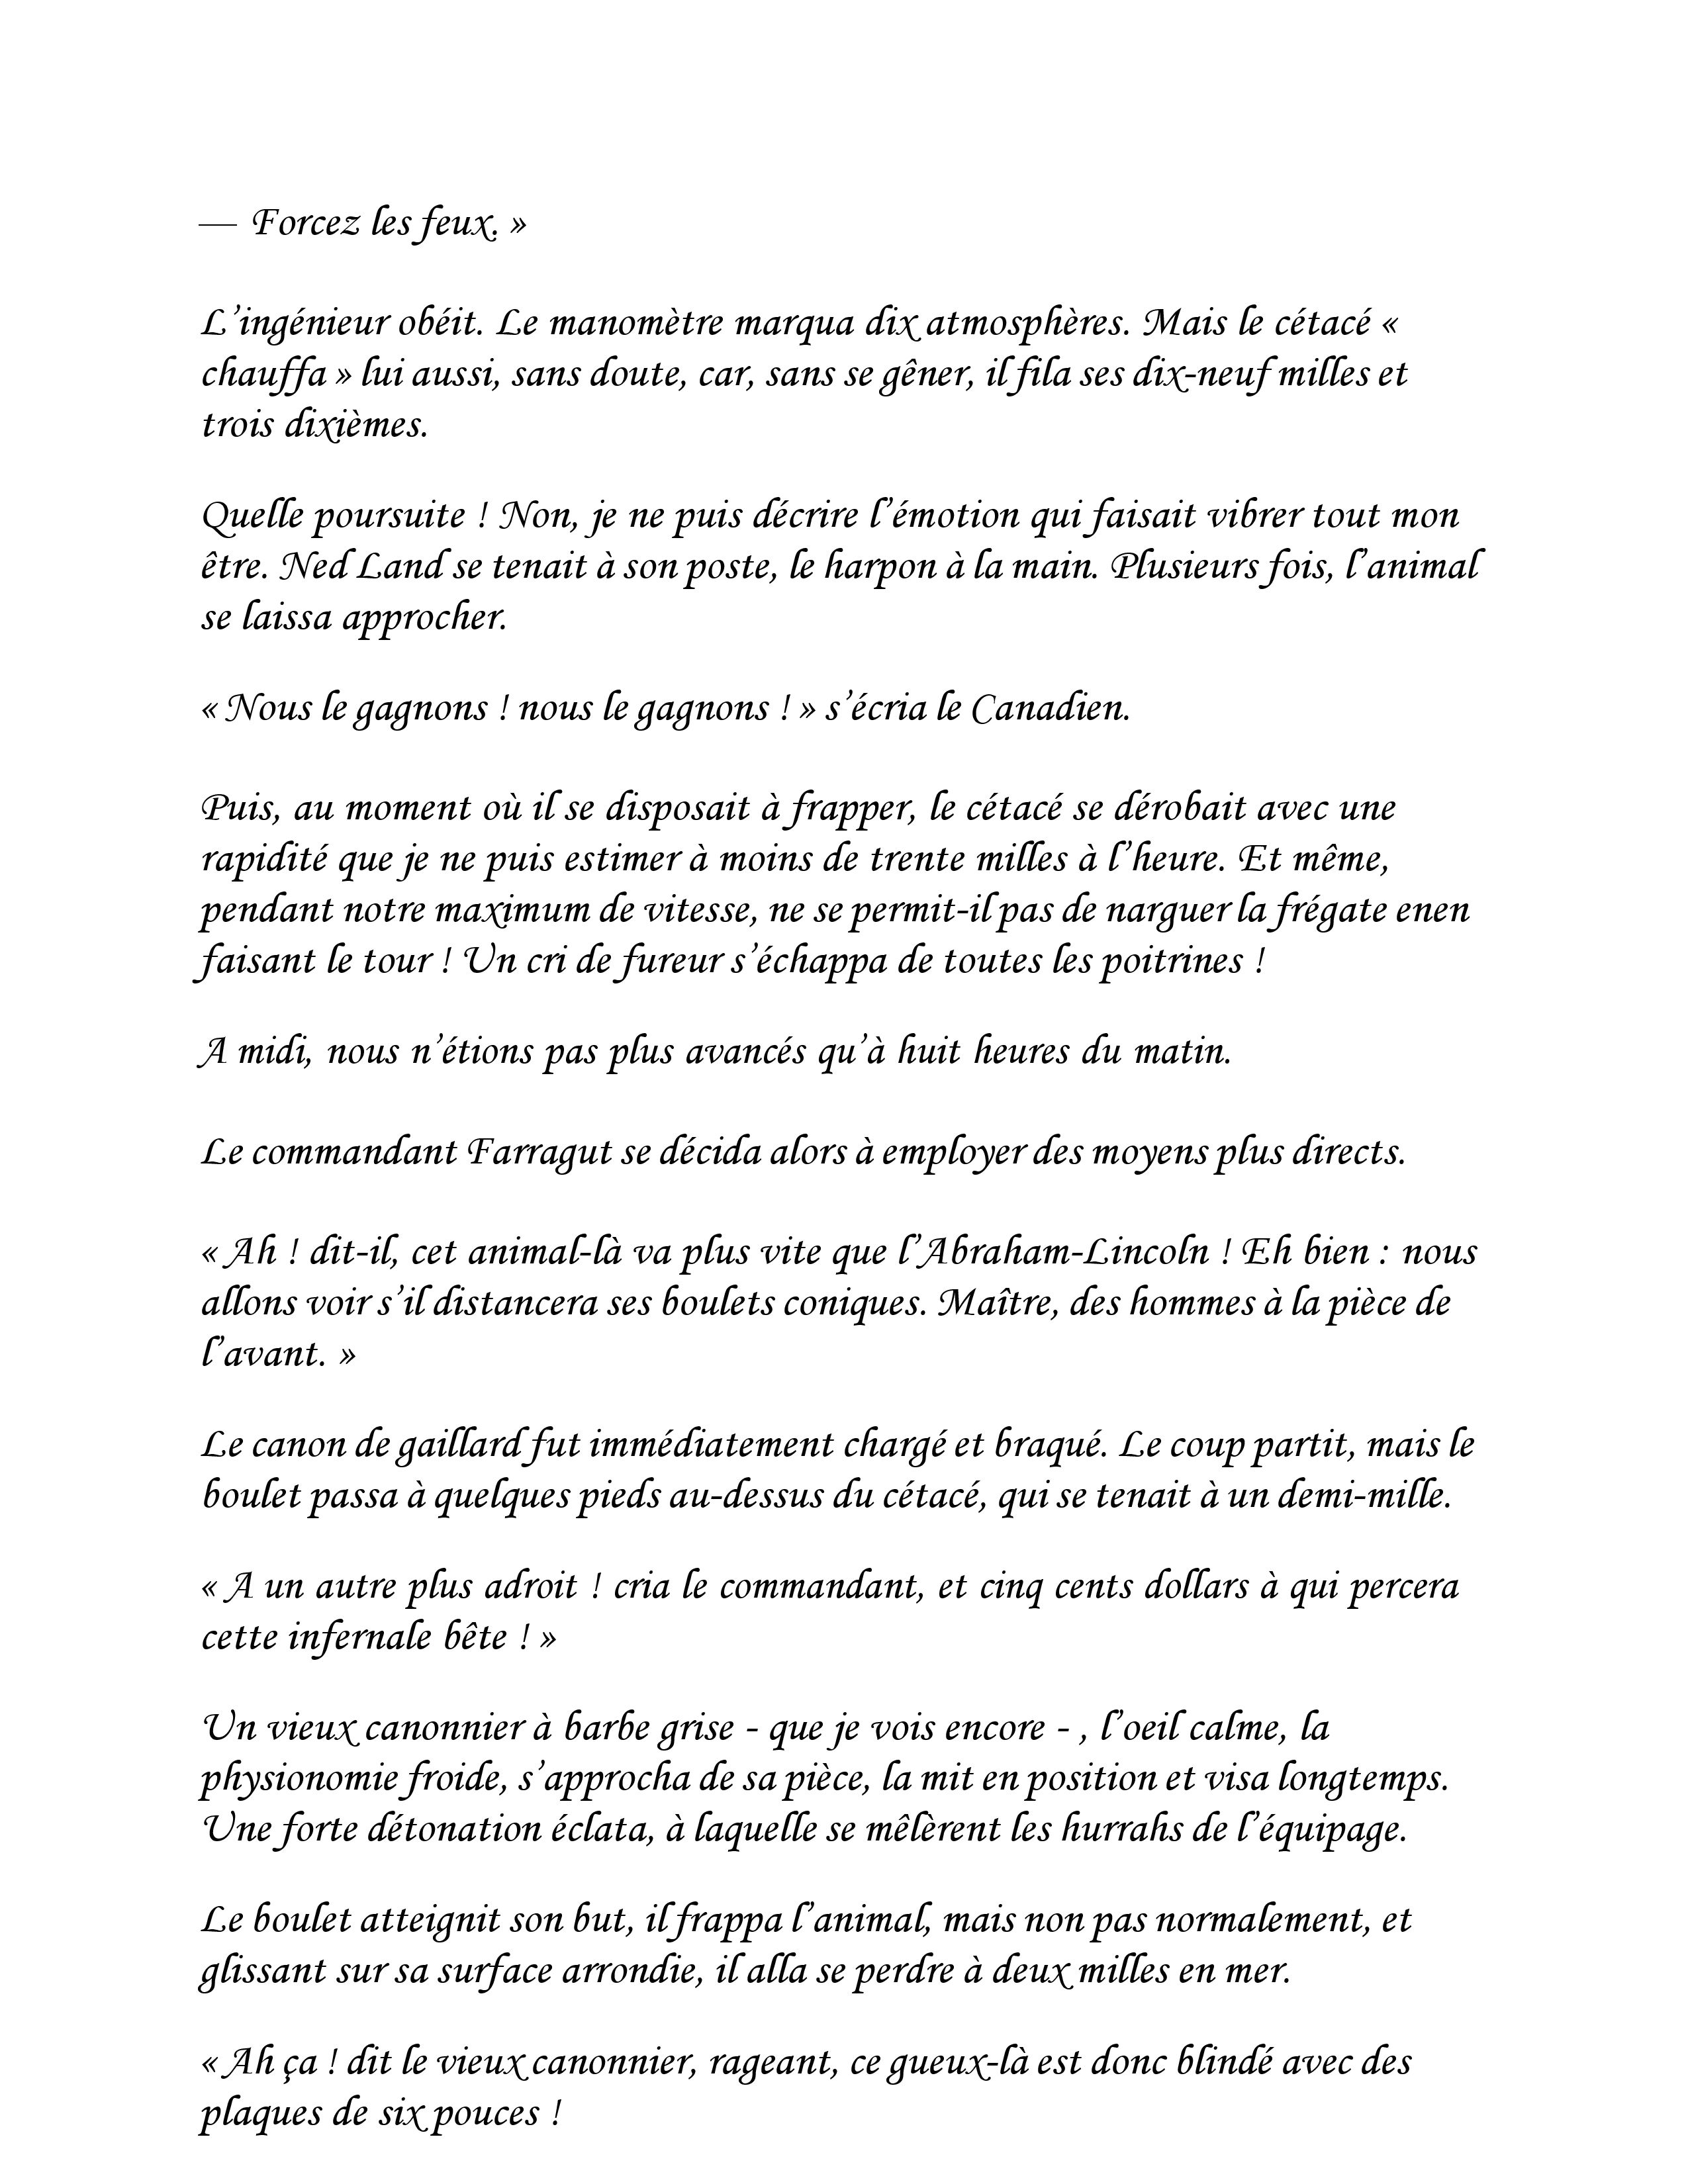 — Forcez les feux. »
L’ingénieur obéit. Le manomètre marqua dix atmosphères. Mais le cétacé «
chauffa » lui aussi, sans doute, car, sans se gêner, il fila ses dix-neuf milles et
trois dixièmes.
Quelle poursuite ! Non, je ne puis décrire l’émotion qui faisait vibrer tout mon
être. Ned Land se tenait à son poste, le harpon à la main. Plusieurs fois, l’animal
se laissa approcher.
« Nous le gagnons ! nous le gagnons ! » s’écria le Canadien.
Puis, au moment où il se disposait à frapper, le cétacé se dérobait avec une
rapidité que je ne puis estimer à moins de trente milles à l’heure. Et même,
pendant notre maximum de vitesse, ne se permit-il pas de narguer la frégate enen
faisant le tour ! Un cri de fureur s’échappa de toutes les poitrines !
A midi, nous n’étions pas plus avancés qu’à huit heures du matin.
Le commandant Farragut se décida alors à employer des moyens plus directs.
« Ah ! dit-il, cet animal-là va plus vite que l’Abraham-Lincoln ! Eh bien : nous
allons voir s’il distancera ses boulets coniques. Maître, des hommes à la pièce de
l’avant. »
Le canon de gaillard fut immédiatement chargé et braqué. Le coup partit, mais le
boulet passa à quelques pieds au-dessus du cétacé, qui se tenait à un demi-mille.
« A un autre plus adroit ! cria le commandant, et cinq cents dollars à qui percera
cette infernale bête ! »
Un vieux canonnier à barbe grise - que je vois encore - , l’oeil calme, la
physionomie froide, s’approcha de sa pièce, la mit en position et visa longtemps.
Une forte détonation éclata, à laquelle se mêlèrent les hurrahs de l’équipage.
Le boulet atteignit son but, il frappa l’animal, mais non pas normalement, et
glissant sur sa surface arrondie, il alla se perdre à deux milles en mer.
« Ah ça ! dit le vieux canonnier, rageant, ce gueux-là est donc blindé avec des
plaques de six pouces !